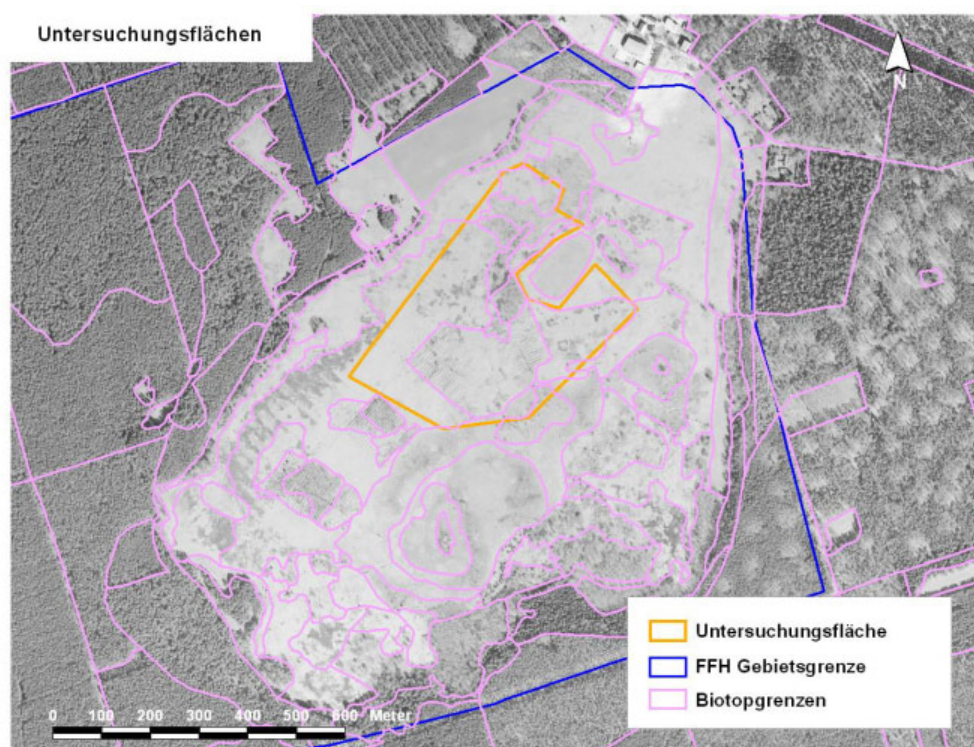 Untersuchungsflächen
N
Untersuchungsfläche
FFH Gebietsgrenze
Biotopgrenzen
0 100 200 300 400 500 600 Meter